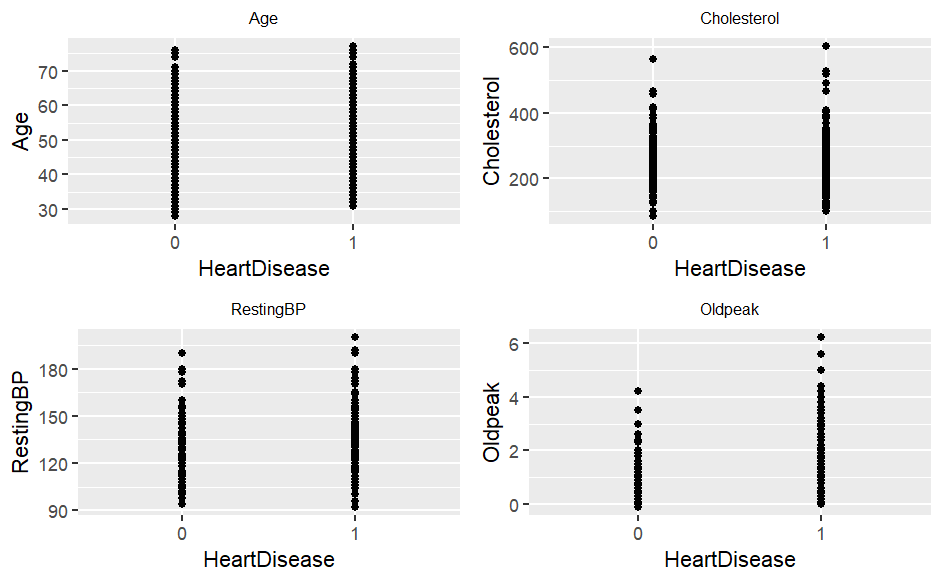 Age
Age
70
60
50
40
30
0 1
HeartDisease
Cholesterol
Cholesterol
600
400
200
0 1
HeartDisease
RestingBP
RestingBP
180
150
120
90
0 1
HeartDisease
Oldpeak
Oldpeak
6
4
2
0
0 1
HeartDisease